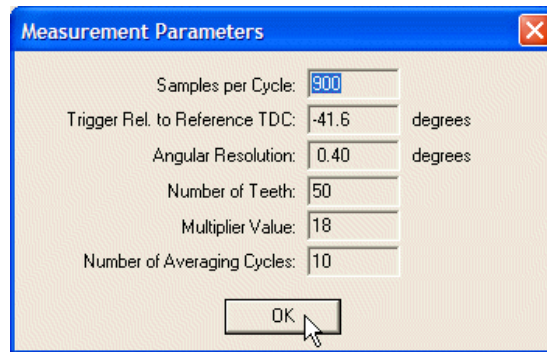 Measurement Parameters
Samples per Cycle: 900
Trigger Rel. to Reference TDC: -41.6 degrees
Angular Resolution: 0.40 degrees
Number of Teeth: 50
Multiplier Value: 18
Number of Averaging Cycles: 10
OK